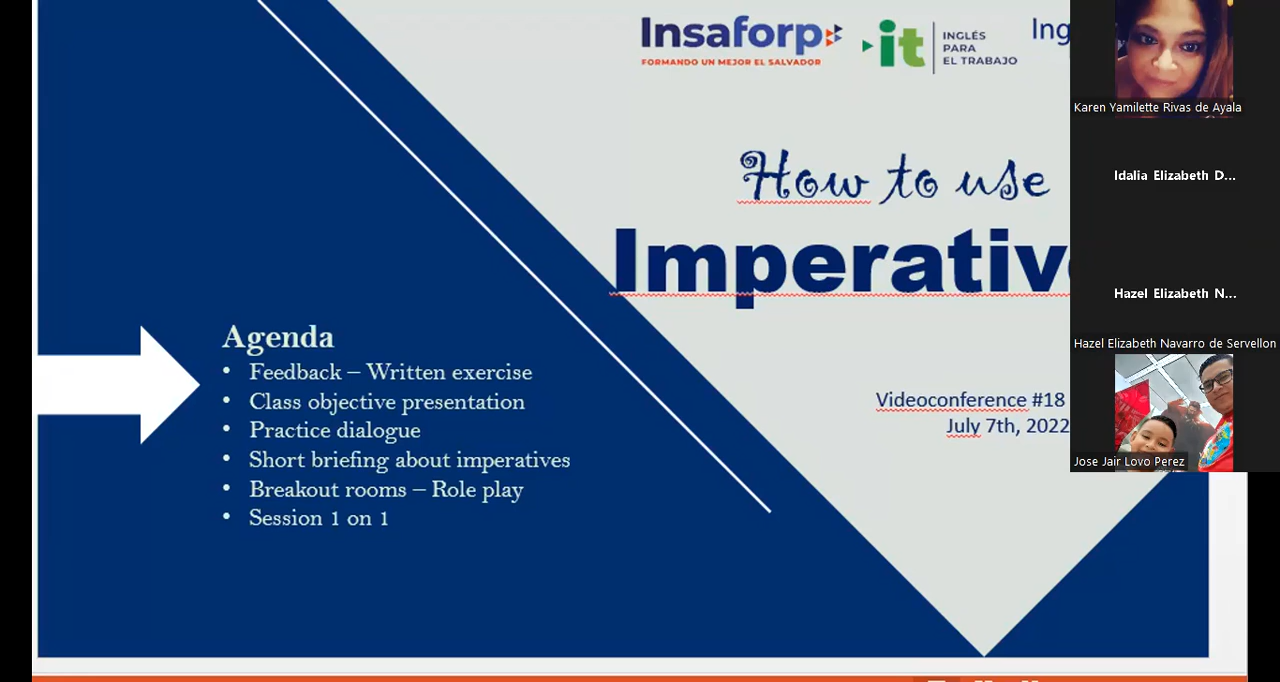 Insaforp
FORMANDO UN MEJOR EL SALVADOR
it
INGLÉS
PARA
EL TRABAJO
Ing
How to use
Imperativ
Agenda
• Feedback – Written exercise
• Class objective presentation
• Practice dialogue
• Short briefing about imperatives
• Breakout rooms – Role play
• Session 1 on 1
Videoconference #18
July 7th, 2022
Karen Yamilette Rivas de Ayala
Idalia Elizabeth D...
Hazel Elizabeth N...
Hazel Elizabeth Navarro de Servellon
Jose Jair Lovo Perez